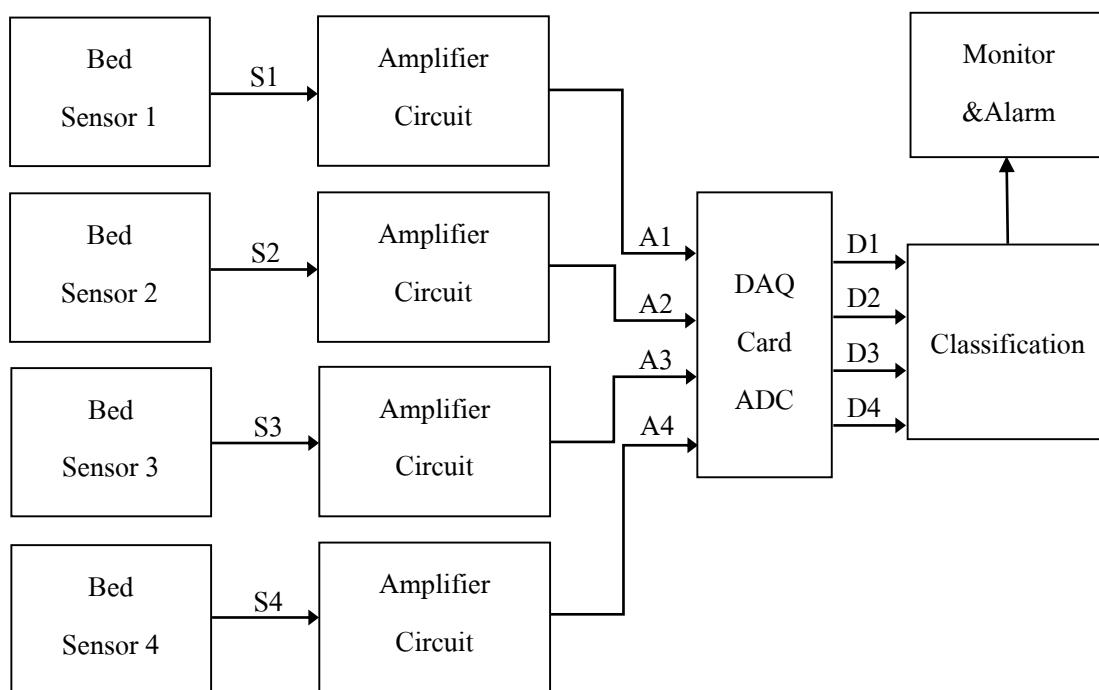 Bed
Sensor 1
S1
Amplifier
Circuit
Monitor
&Alarm
Bed
Sensor 2
S2
Amplifier
Circuit
A1
A2
A3
A4
DAQ
Card
ADC
D1
D2
D3
D4
Classification
Bed
Sensor 3
S3
Amplifier
Circuit
Bed
Sensor 4
S4
Amplifier
Circuit